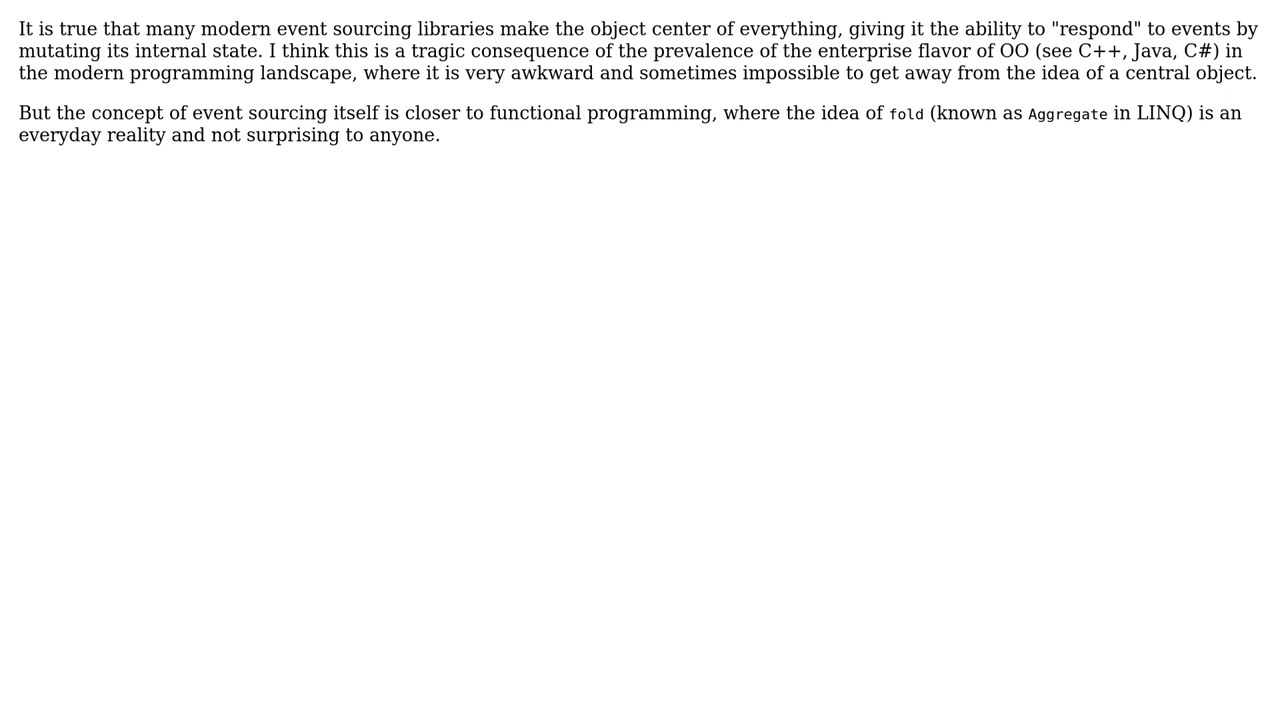 It is true that many modern event sourcing libraries make the object center of everything, giving it the ability to "respond" to events by
mutating its internal state. I think this is a tragic consequence of the prevalence of the enterprise flavor of OO (see C++, Java, C#) in
the modern programming landscape, where it is very awkward and sometimes impossible to get away from the idea of a central object.
But the concept of event sourcing itself is closer to functional programming, where the idea of fold (known as Aggregate in LINQ) is an
everyday reality and not surprising to anyone.